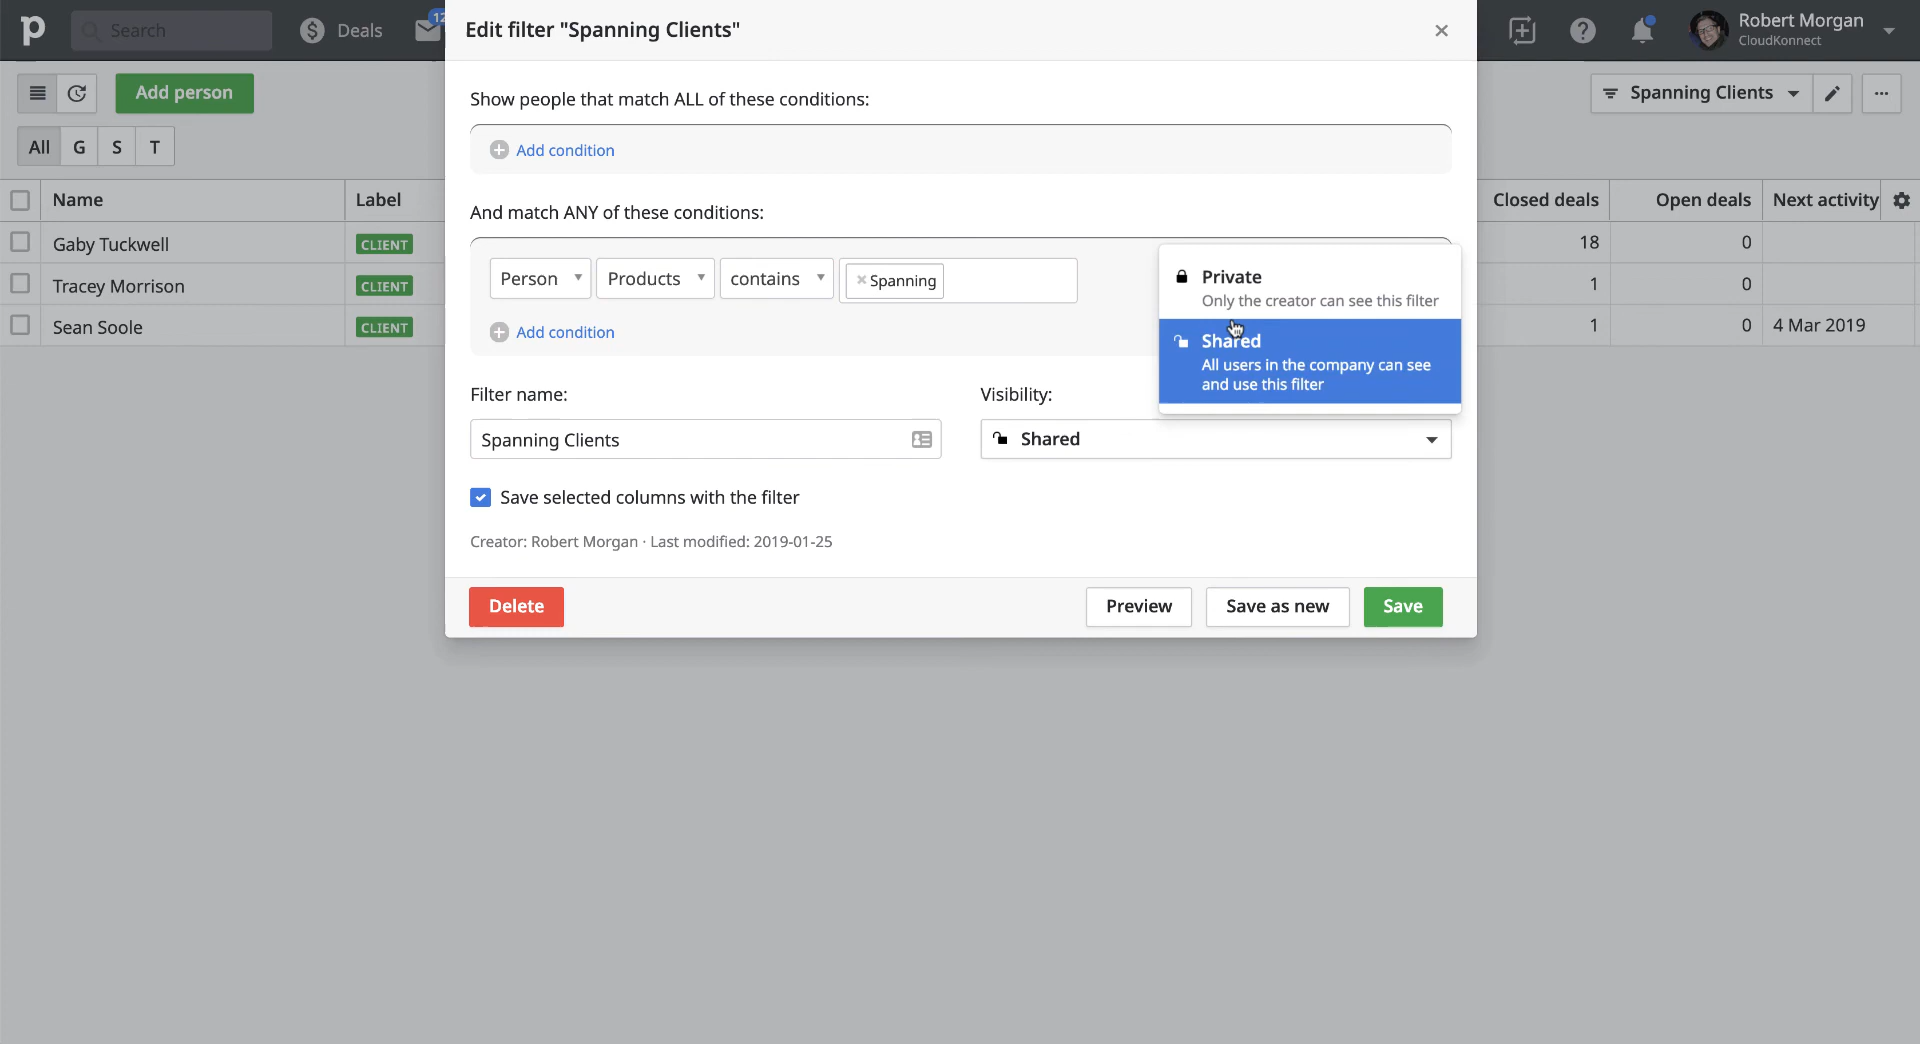 p
Search
Deals
12
Edit filter "Spanning Clients"
Robert Morgan
CloudKonnect
Add person
Spanning Clients
All G S T
Show people that match ALL of these conditions:
Add condition
And match ANY of these conditions:
Person Products contains Spanning
Add condition
Private
Only the creator can see this filter
Shared
All users in the company can see
and use this filter
Name Label Closed deals Open deals Next activity
Gaby Tuckwell CLIENT 18 0
Tracey Morrison CLIENT 1 0
Sean Soole CLIENT 1 0 4 Mar 2019
Filter name: Visibility:
Spanning Clients Shared
Save selected columns with the filter
Creator: Robert Morgan · Last modified: 2019-01-25
Delete Preview Save as new Save